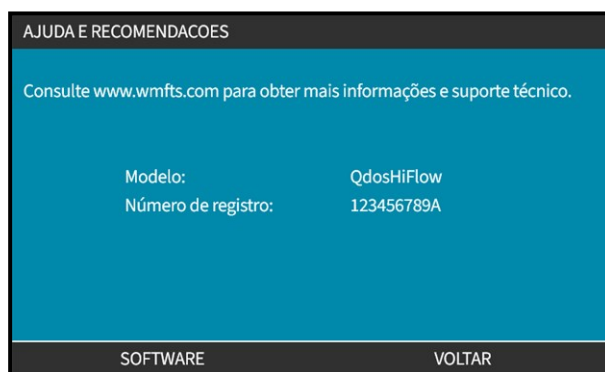 AJUDA E RECOMENDACOES
Consulte www.wmfts.com para obter mais informações e suporte técnico.
Modelo: QdosHiFlow
Número de registro: 123456789A
SOFTWARE VOLTAR